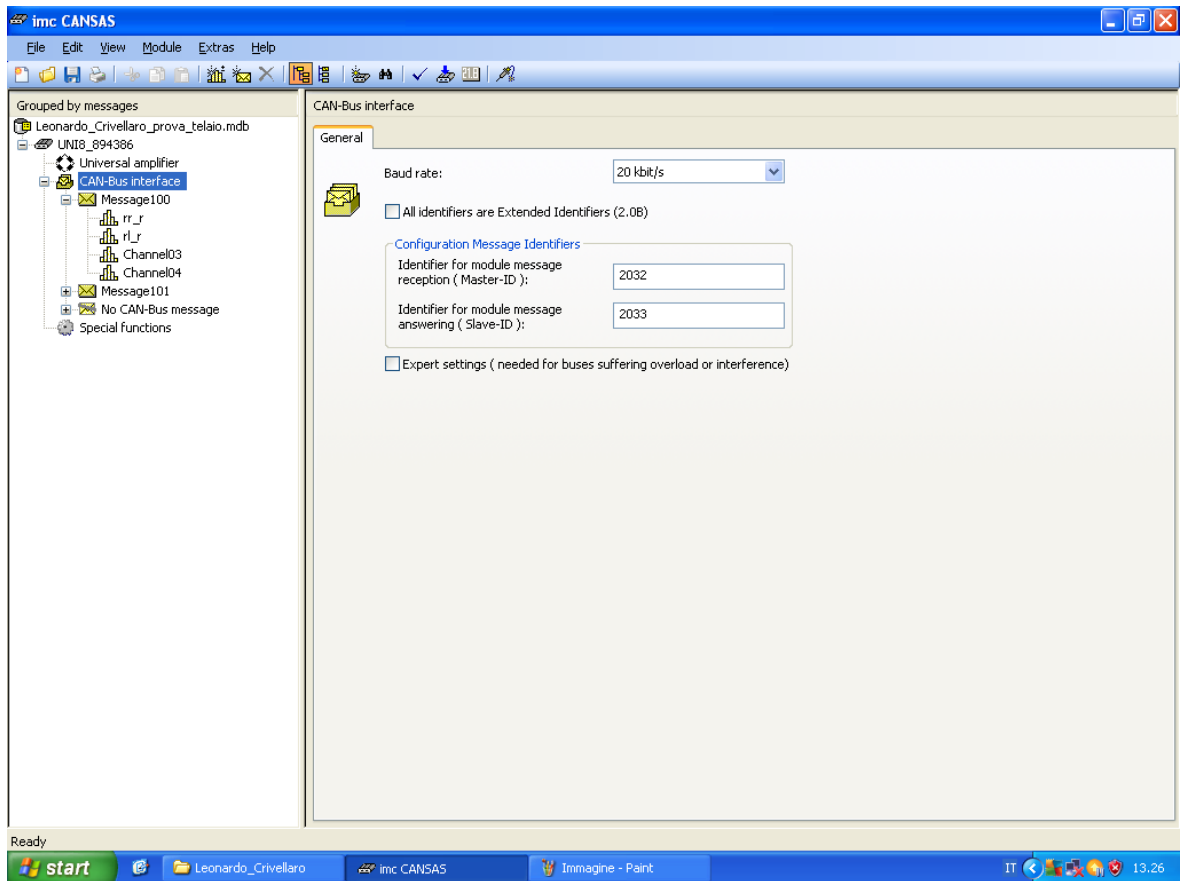 imc CANSAS
File Edit View Module Extras Help
Grouped by messages
Leonardo_Crivellaro_prova_telaio.mdb
UNI8_894386
Universal amplifier
CAN-Bus interface
Message100
rr_r
rl_r
Channel03
Channel04
Message101
No CAN-Bus message
Special functions
CAN-Bus interface
General
Baud rate: 20 kbit/s
All identifiers are Extended Identifiers (2.0B)
Configuration Message Identifiers
Identifier for module message
reception ( Master-ID ): 2032
Identifier for module message
answering ( Slave-ID ): 2033
Expert settings ( needed for buses suffering overload or interference)
Ready
start Leonardo_Crivellaro imc CANSAS Immagine - Paint IT 13.26